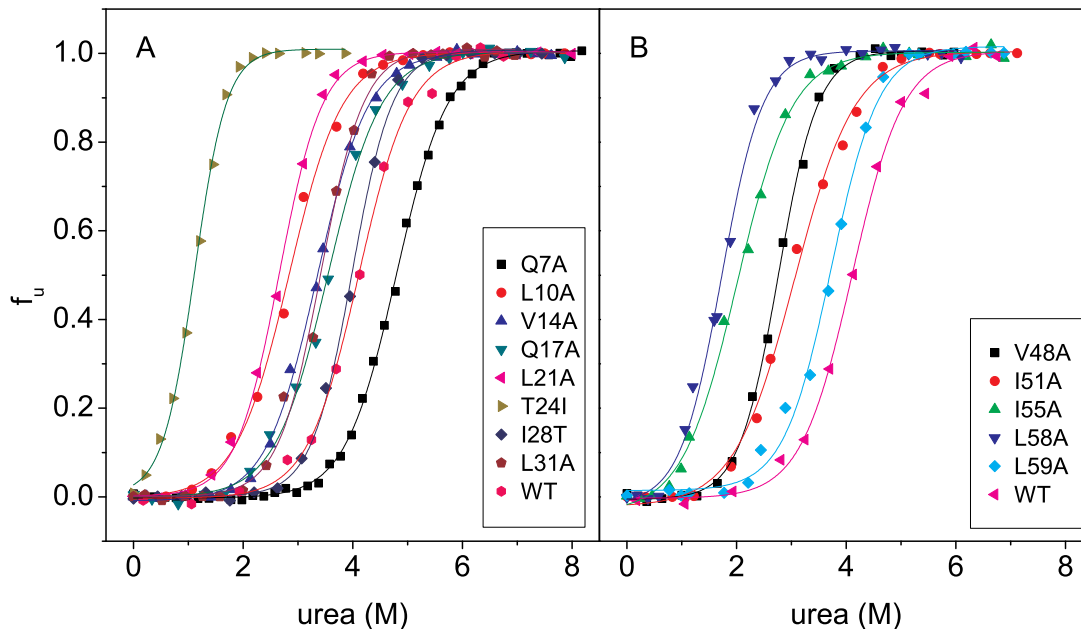 A
B
1.0
0.8
0.6
0.4
0.2
0.0
f_u
Q7A
L10A
V14A
Q17A
L21A
T24I
I28T
L31A
WT
V48A
I51A
I55A
L58A
L59A
WT
0 2 4 6 8
0 2 4 6 8
urea (M)
urea (M)